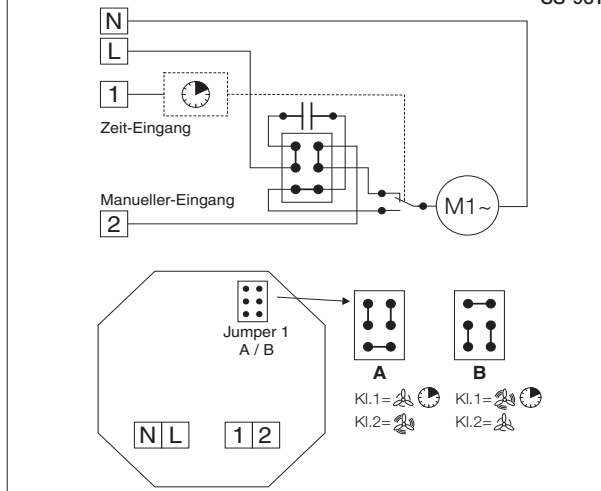 N
L
1
Zeit-Eingang
Manueller-Eingang
2
M1~
Jumper 1
A / B
N L 1 2
A B
Kl.1= Kl.1=
Kl.2= Kl.2=